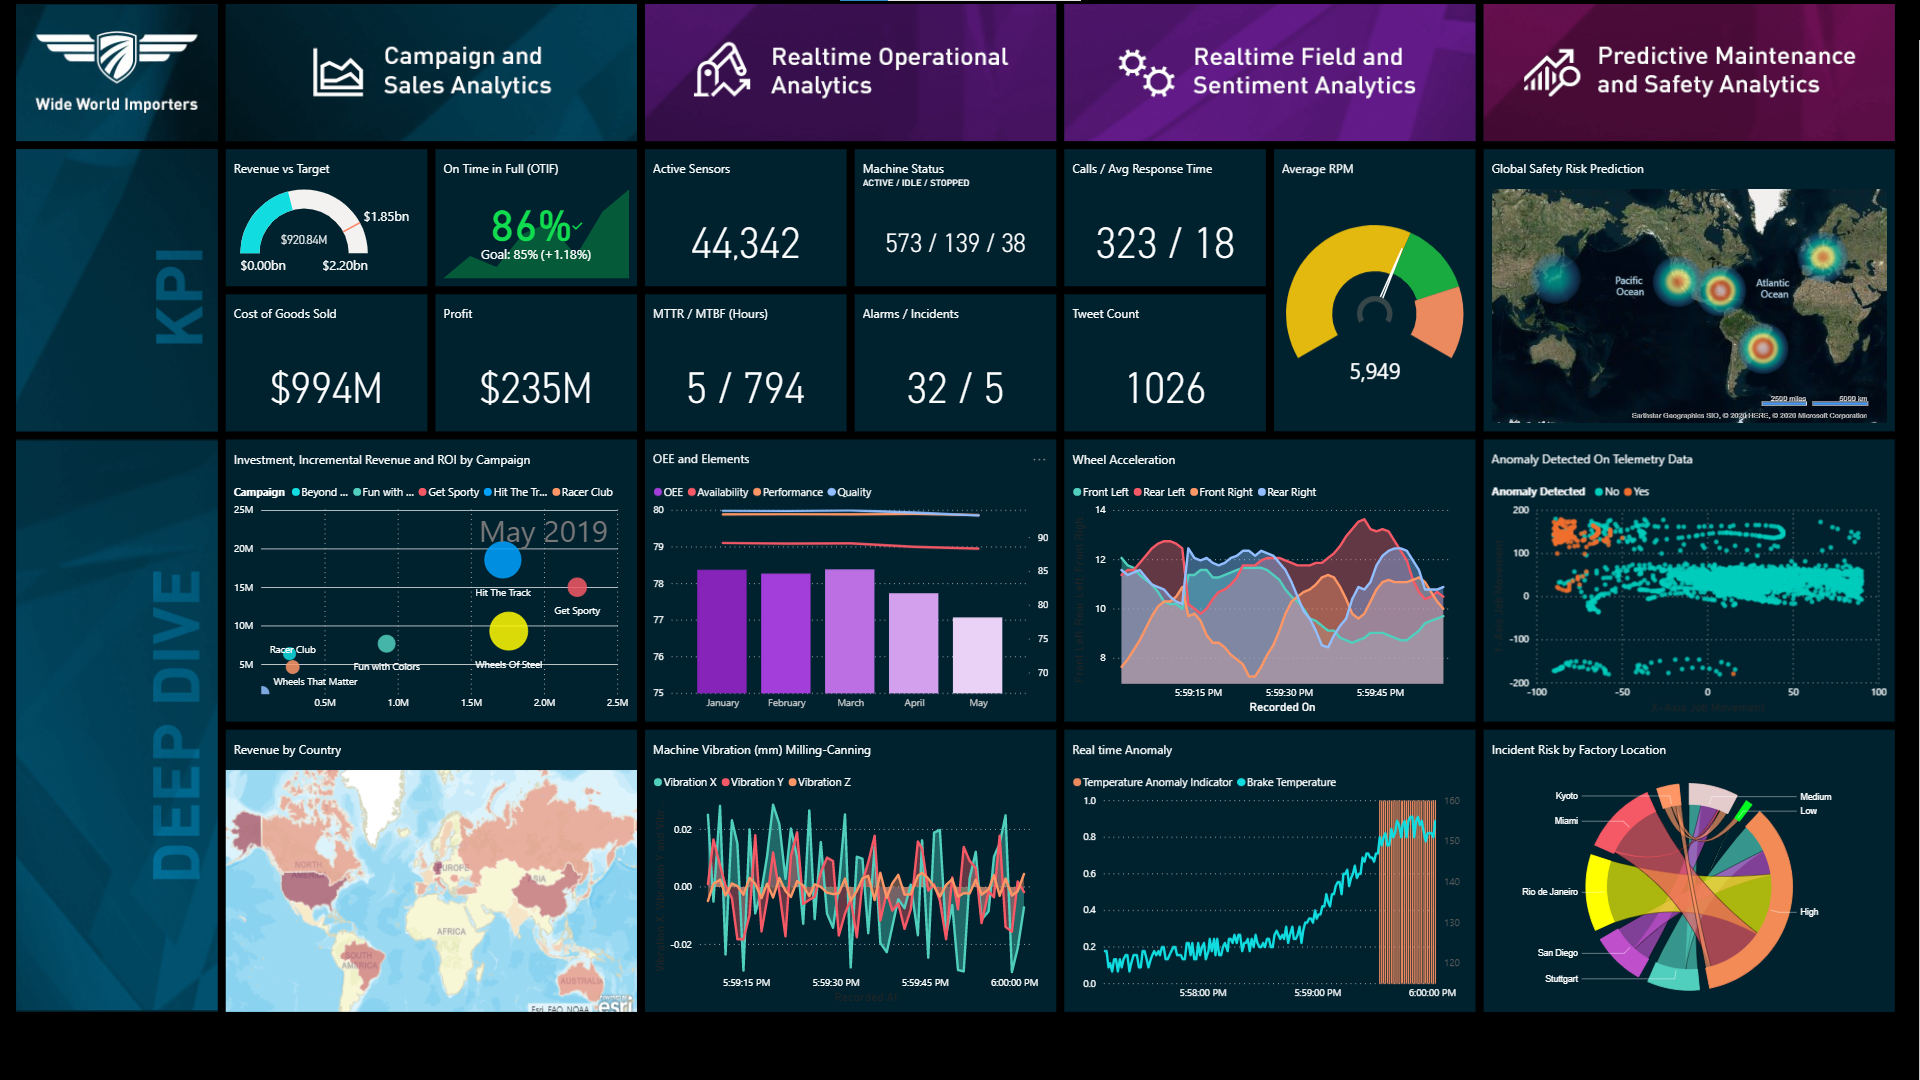 Wide World Importers
Campaign and
Sales Analytics
Realtime Operational
Analytics
Realtime Field and
Sentiment Analytics
Predictive Maintenance
and Safety Analytics
KPI
Revenue vs Target
$1.85bn
$920.84M
$0.00bn
$2.20bn
On Time in Full (OTIF)
86%
Goal: 85% (+1.18%)
Active Sensors
44,342
Machine Status
ACTIVE / IDLE / STOPPED
573 / 139 / 38
Calls / Avg Response Time
323 / 18
Average RPM
5,949
Global Safety Risk Prediction
Pacific
Ocean
Atlantic
Ocean
2500 miles
5000 km
Earthstar Geographics SIO, © 2020 HERE, © 2020 Microsoft Corporation
Cost of Goods Sold
$994M
Profit
$235M
MTTR / MTBF (Hours)
5 / 794
Alarms / Incidents
32 / 5
Tweet Count
1026
DEEP DIVE
Investment, Incremental Revenue and ROI by Campaign
Campaign Beyond ... Fun with ... Get Sporty Hit The Tr... Racer Club
25M
20M
15M
10M
5M
May 2019
Hit The Track
Get Sporty
Racer Club
Fun with Colors
Wheels Of Steel
Wheels That Matter
0.5M 1.0M 1.5M 2.0M 2.5M
OEE and Elements
...
OEE Availability Performance Quality
80
79
78
77
76
75
90
85
80
75
70
January February March April May
Wheel Acceleration
Front Left Rear Left Front Right Rear Right
14
12
10
8
5:59:15 PM 5:59:30 PM 5:59:45 PM
Recorded On
Anomaly Detected On Telemetry Data
Anomaly Detected No Yes
200
100
0
-100
-200
-100 -50 0 50 100
X-Axis Job Movement
Revenue by Country
NORTH
AMERICA
EUROPE
ASIA
AFRICA
SOUTH
AMERICA
AUSTRALIA
Esri, FAO, NOAA
esri
Machine Vibration (mm) Milling-Canning
Vibration X Vibration Y Vibration Z
0.02
0.00
-0.02
5:59:15 PM 5:59:30 PM 5:59:45 PM 6:00:00 PM
Real time Anomaly
Temperature Anomaly Indicator Brake Temperature
1.0
0.8
0.6
0.4
0.2
0.0
160
150
140
130
120
5:58:00 PM 5:59:00 PM 6:00:00 PM
Incident Risk by Factory Location
Kyoto
Miami
Rio de Janeiro
San Diego
Stuttgart
Medium
Low
High